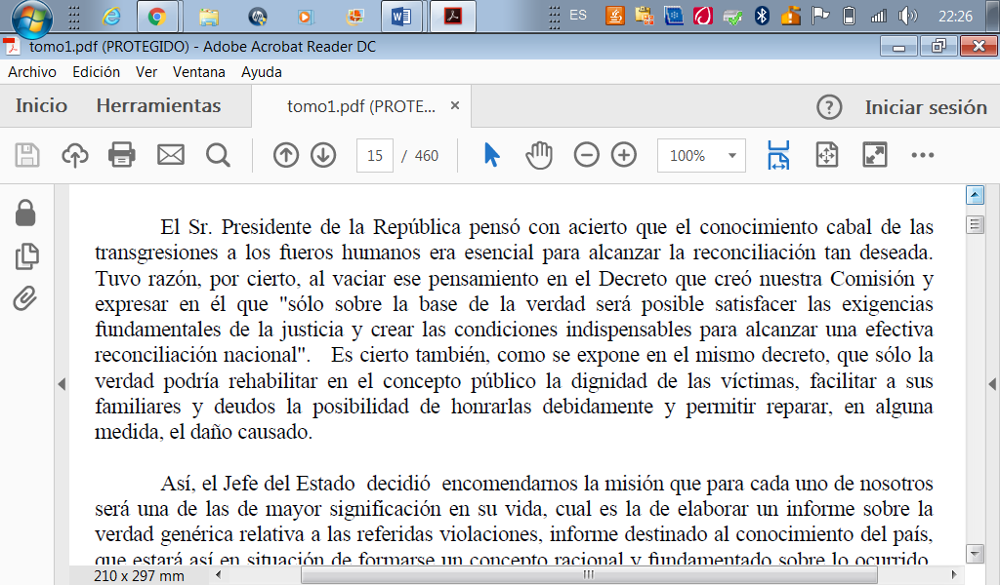 ES
22:26
tomo1.pdf (PROTEGIDO) - Adobe Acrobat Reader DC
Archivo Edición Ver Ventana Ayuda
Inicio Herramientas tomo1.pdf (PROTE... × ? Iniciar sesión
15 / 460 100%
El Sr. Presidente de la República pensó con acierto que el conocimiento cabal de las
transgresiones a los fueros humanos era esencial para alcanzar la reconciliación tan deseada.
Tuvo razón, por cierto, al vaciar ese pensamiento en el Decreto que creó nuestra Comisión y
expresar en él que "sólo sobre la base de la verdad será posible satisfacer las exigencias
fundamentales de la justicia y crear las condiciones indispensables para alcanzar una efectiva
reconciliación nacional". Es cierto también, como se expone en el mismo decreto, que sólo la
verdad podría rehabilitar en el concepto público la dignidad de las víctimas, facilitar a sus
familiares y deudos la posibilidad de honrarlas debidamente y permitir reparar, en alguna
medida, el daño causado.
Así, el Jefe del Estado decidió encomendarnos la misión que para cada uno de nosotros
será una de las de mayor significación en su vida, cual es la de elaborar un informe sobre la
verdad genérica relativa a las referidas violaciones, informe destinado al conocimiento del país,
que estará así en situación de formarse un concepto racional y fundamentado sobre lo ocurrido.
210 x 297 mm